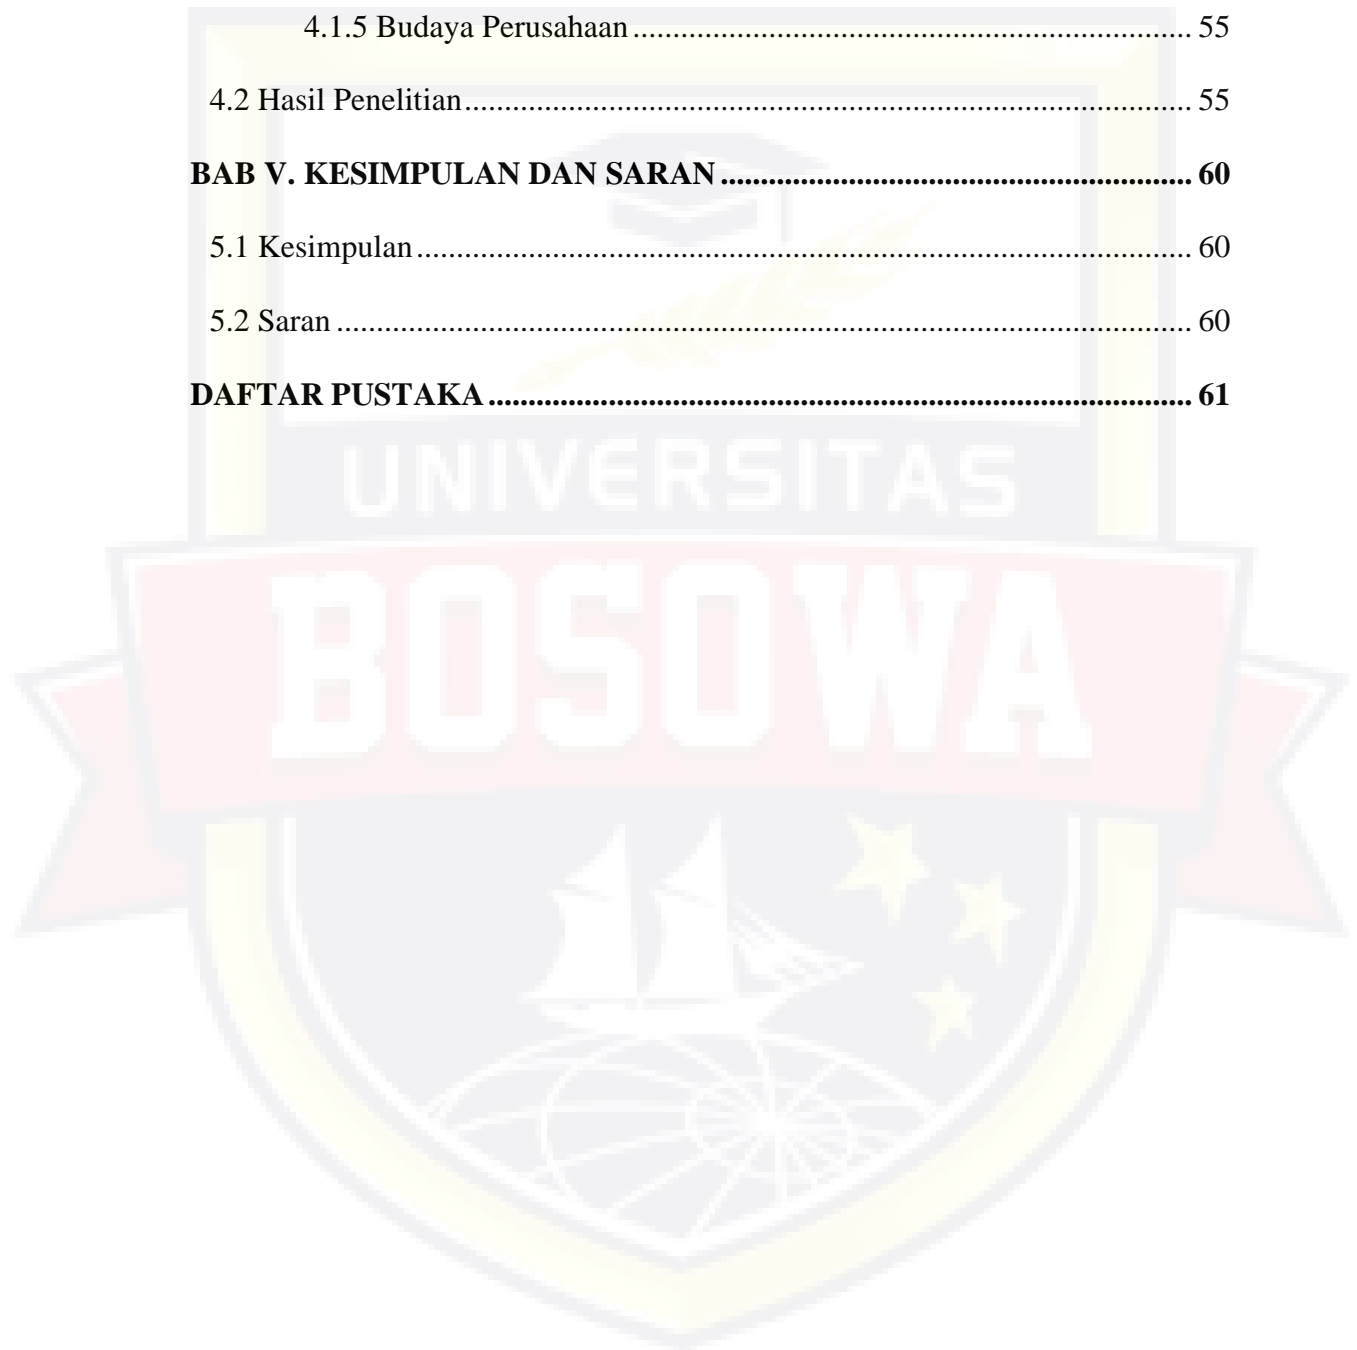 4.1.5 Budaya Perusahaan ..................................................................... 55
4.2 Hasil Penelitian .......................................................................................... 55
BAB V. KESIMPULAN DAN SARAN ........................................................... 60
5.1 Kesimpulan ................................................................................................ 60
5.2 Saran .......................................................................................................... 60
DAFTAR PUSTAKA ........................................................................................ 61
UNIVERSITAS
BOSOWA